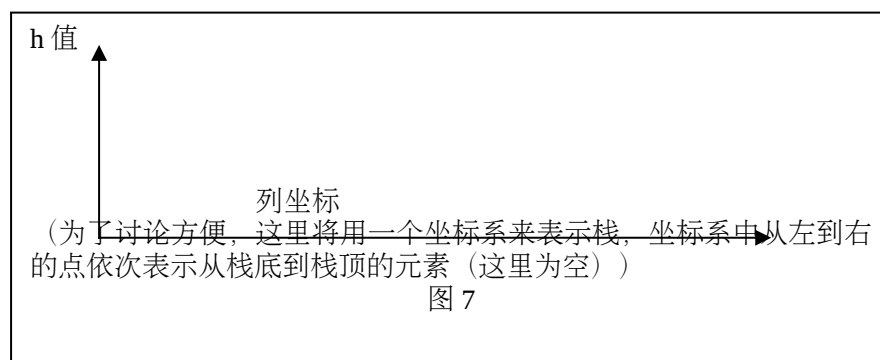 h 值
列坐标
（为了讨论方便，这里将用一个坐标系来表示栈，坐标系中从左到右
的点依次表示从栈底到栈顶的元素（这里为空））
图 7